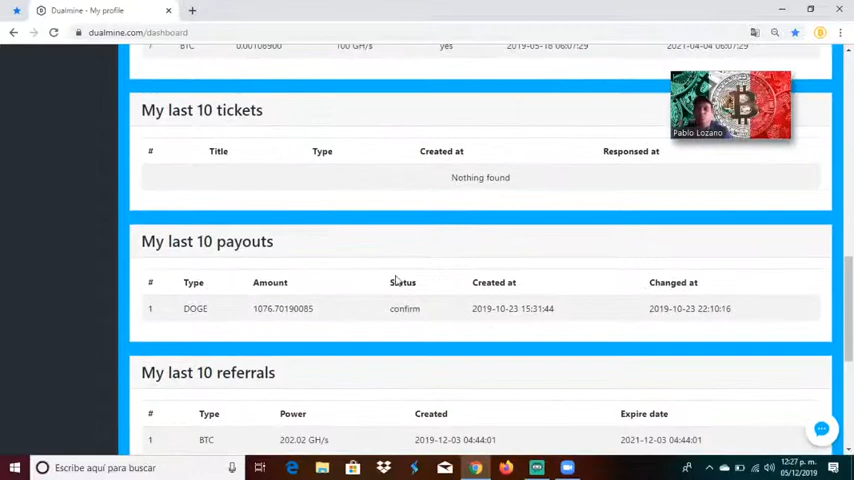 Dualmine - My profile
dualmine.com/dashboard
7 BTC 0.00106900 100 GH/s yes 2019-05-18 06:07:29 2021-04-04 06:07:29
My last 10 tickets
Pablo Lozano
# Title Type Created at Responsed at
Nothing found
My last 10 payouts
# Type Amount Status Created at Changed at
1 DOGE 1076.70190085 confirm 2019-10-23 15:31:44 2019-10-23 22:10:16
My last 10 referrals
# Type Power Created Expire date
1 BTC 202.02 GH/s 2019-12-03 04:44:01 2021-12-03 04:44:01
Escribe aquí para buscar
12:27 p. m.
05/12/2019